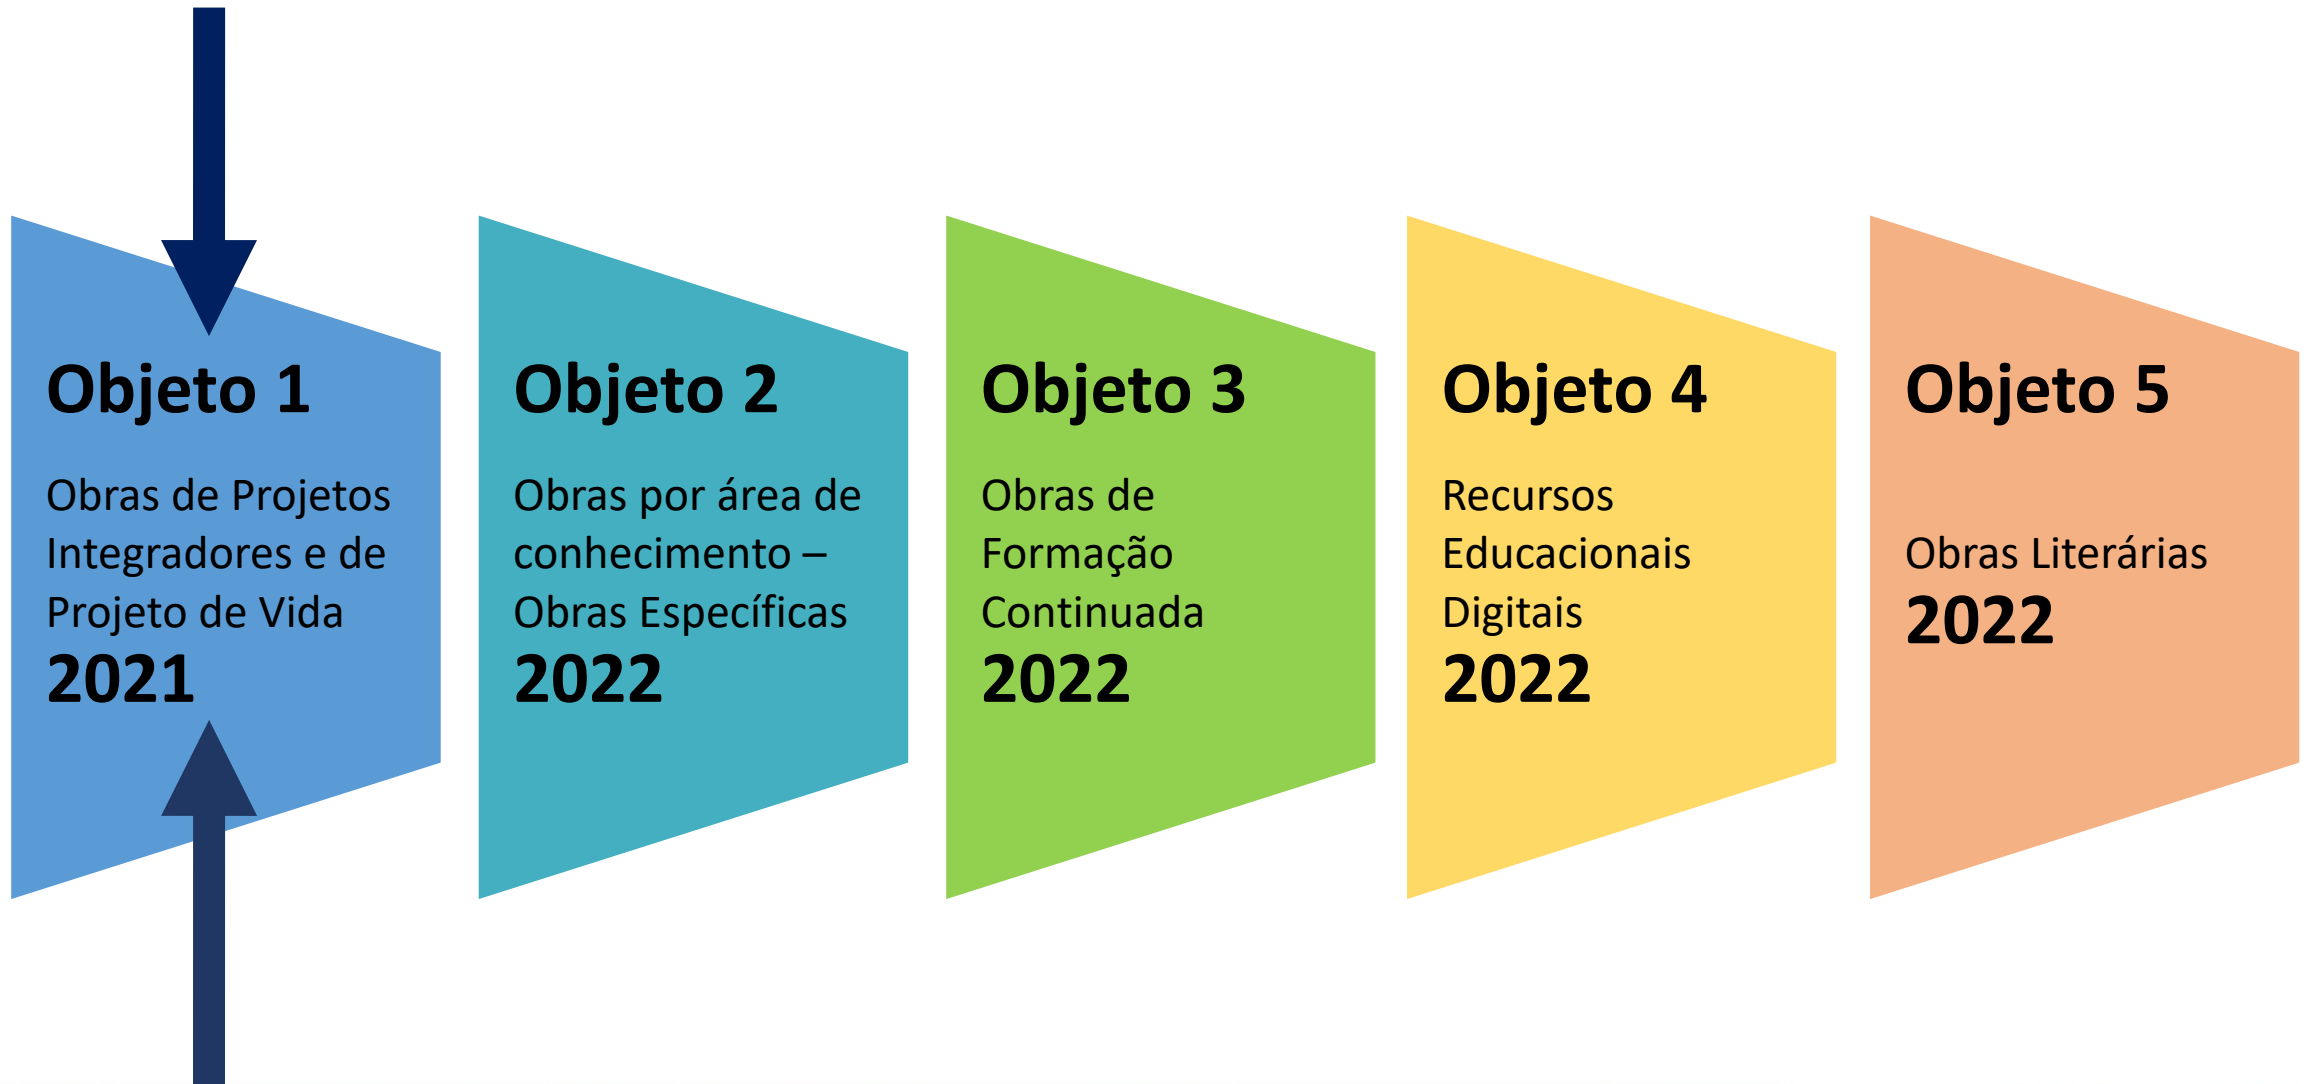 Objeto 1
Obras de Projetos
Integradores e de
Projeto de Vida
2021
Objeto 2
Obras por área de
conhecimento –
Obras Específicas
2022
Objeto 3
Obras de
Formação
Continuada
2022
Objeto 4
Recursos
Educacionais
Digitais
2022
Objeto 5
Obras Literárias
2022